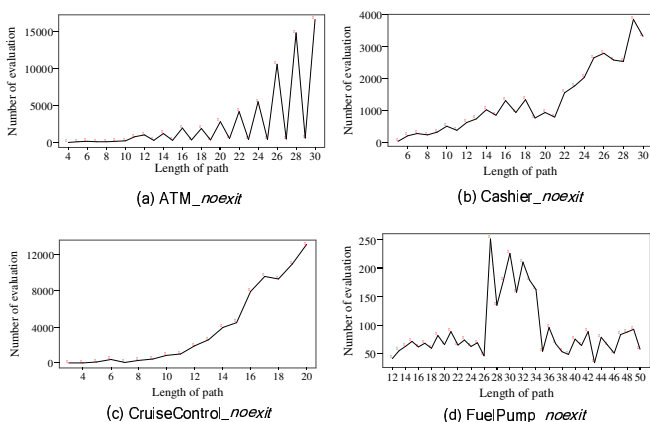 Number of evaluation
15000
10000
5000
0
4 6 8 10 12 14 16 18 20 22 24 26 28 30
Length of path
(a) ATM_noexit
Number of evaluation
4000
3000
2000
1000
0
6 8 10 12 14 16 18 20 22 24 26 28 30
Length of path
(b) Cashier_noexit
Number of evaluation
12000
8000
4000
0
4 6 8 10 12 14 16 18 20
Length of path
(c) CruiseControl_noexit
Number of evaluation
250
200
150
100
50
12 14 16 18 20 22 24 26 28 30 32 34 36 38 40 42 44 46 48 50
Length of path
(d) FuelPump_noexit